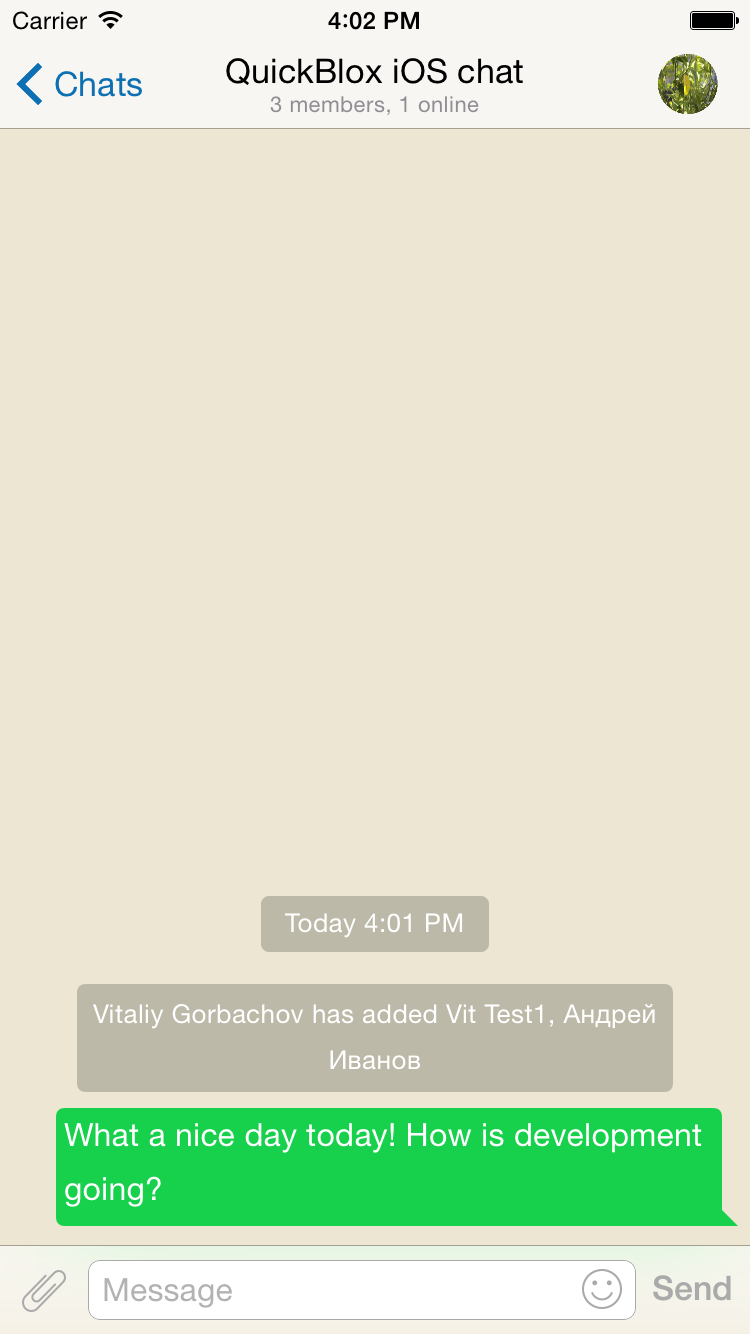 Carrier 4:02 PM
Chats QuickBlox iOS chat
3 members, 1 online
Today 4:01 PM
Vitaliy Gorbachov has added Vit Test1, Андрей
Иванов
What a nice day today! How is development
going?
Message Send